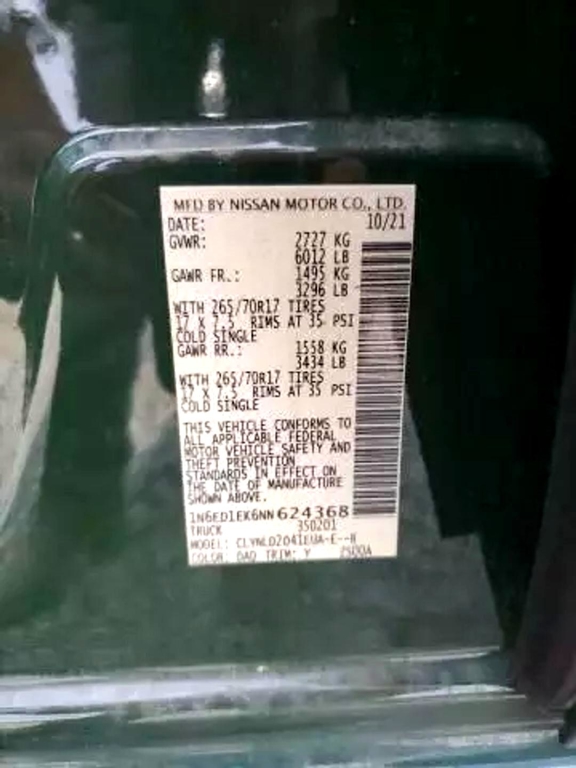 MFD BY NISSAN MOTOR CO., LTD.
DATE: 10/21
GVWR: 2727 KG
6012 LB
GAWR FR.: 1495 KG
3296 LB
WITH 265/70R17 TIRES
17 X 7.5 RIMS AT 35 PSI
COLD SINGLE
GAWR RR.: 1558 KG
3434 LB
WITH 265/70R17 TIRES
17 X 7.5 RIMS AT 35 PSI
COLD SINGLE
THIS VEHICLE CONFORMS TO
ALL APPLICABLE FEDERAL
MOTOR VEHICLE SAFETY AND
THEFT PREVENTION
STANDARDS IN EFFECT ON
THE DATE OF MANUFACTURE
SHOWN ABOVE.
1N6ED1EK6NN624368
TRUCK 350201
MODEL: CLYNLD2041EUA-E--H
COLOR: DAQ TRIM: Y